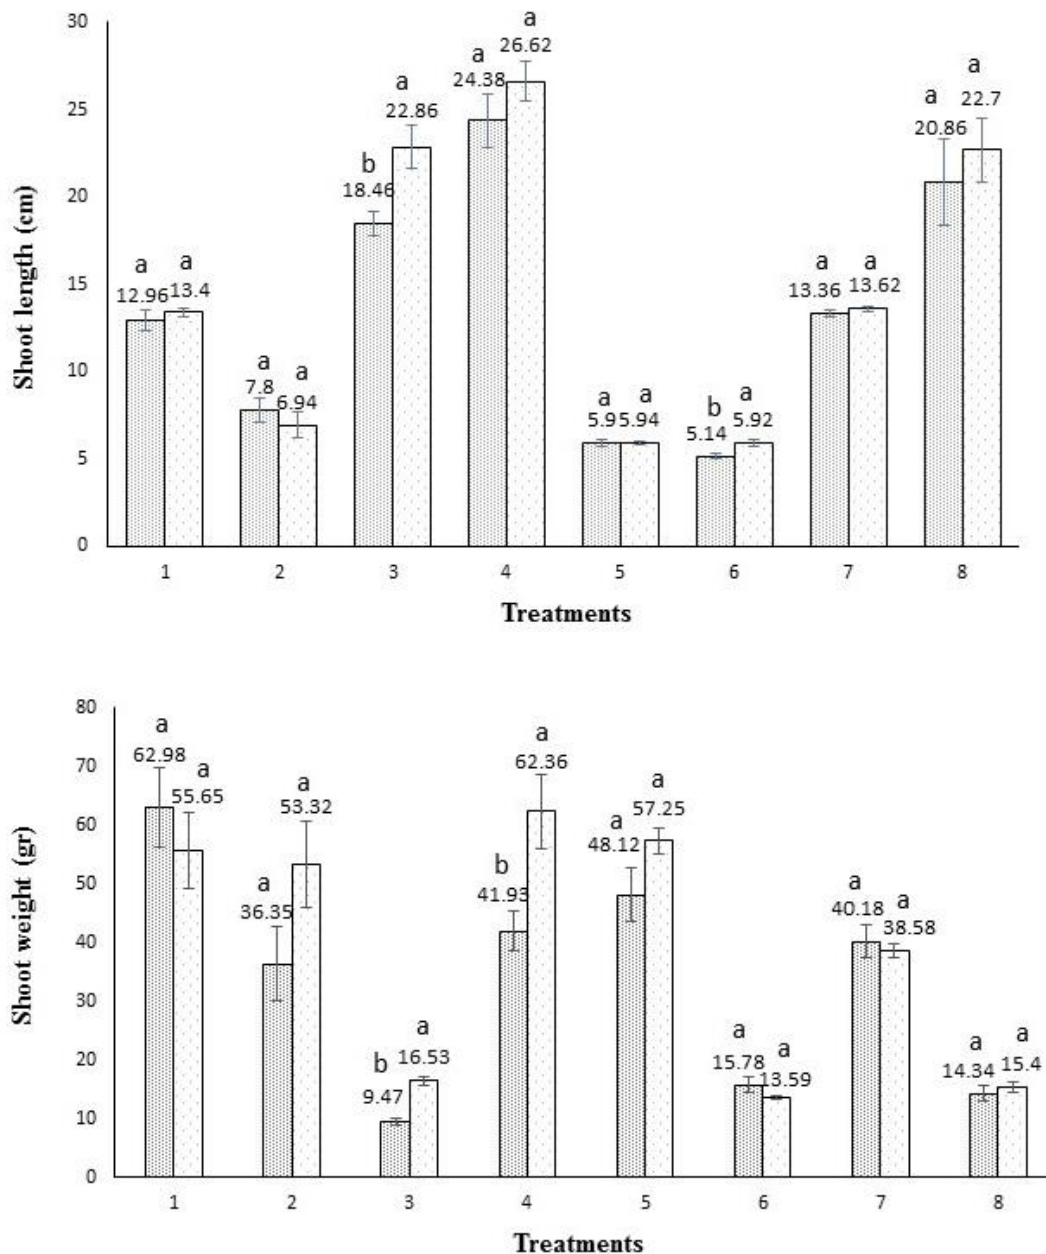 30
25
20
15
10
5
0
Shoot length (cm)
a a
12.96 13.4
a a
7.8 6.94
b a
18.46 22.86
a a
24.38 26.62
a a
5.9 5.94
b a
5.14 5.92
a a
13.36 13.62
a a
20.86 22.7
1 2 3 4 5 6 7 8
Treatments
80
70
60
50
40
30
20
10
0
Shoot weight (gr)
a a
62.98 55.65
a a
36.35 53.32
b a
9.47 16.53
b a
41.93 62.36
a a
48.12 57.25
a a
15.78 13.59
a a
40.18 38.58
a a
14.34 15.4
1 2 3 4 5 6 7 8
Treatments